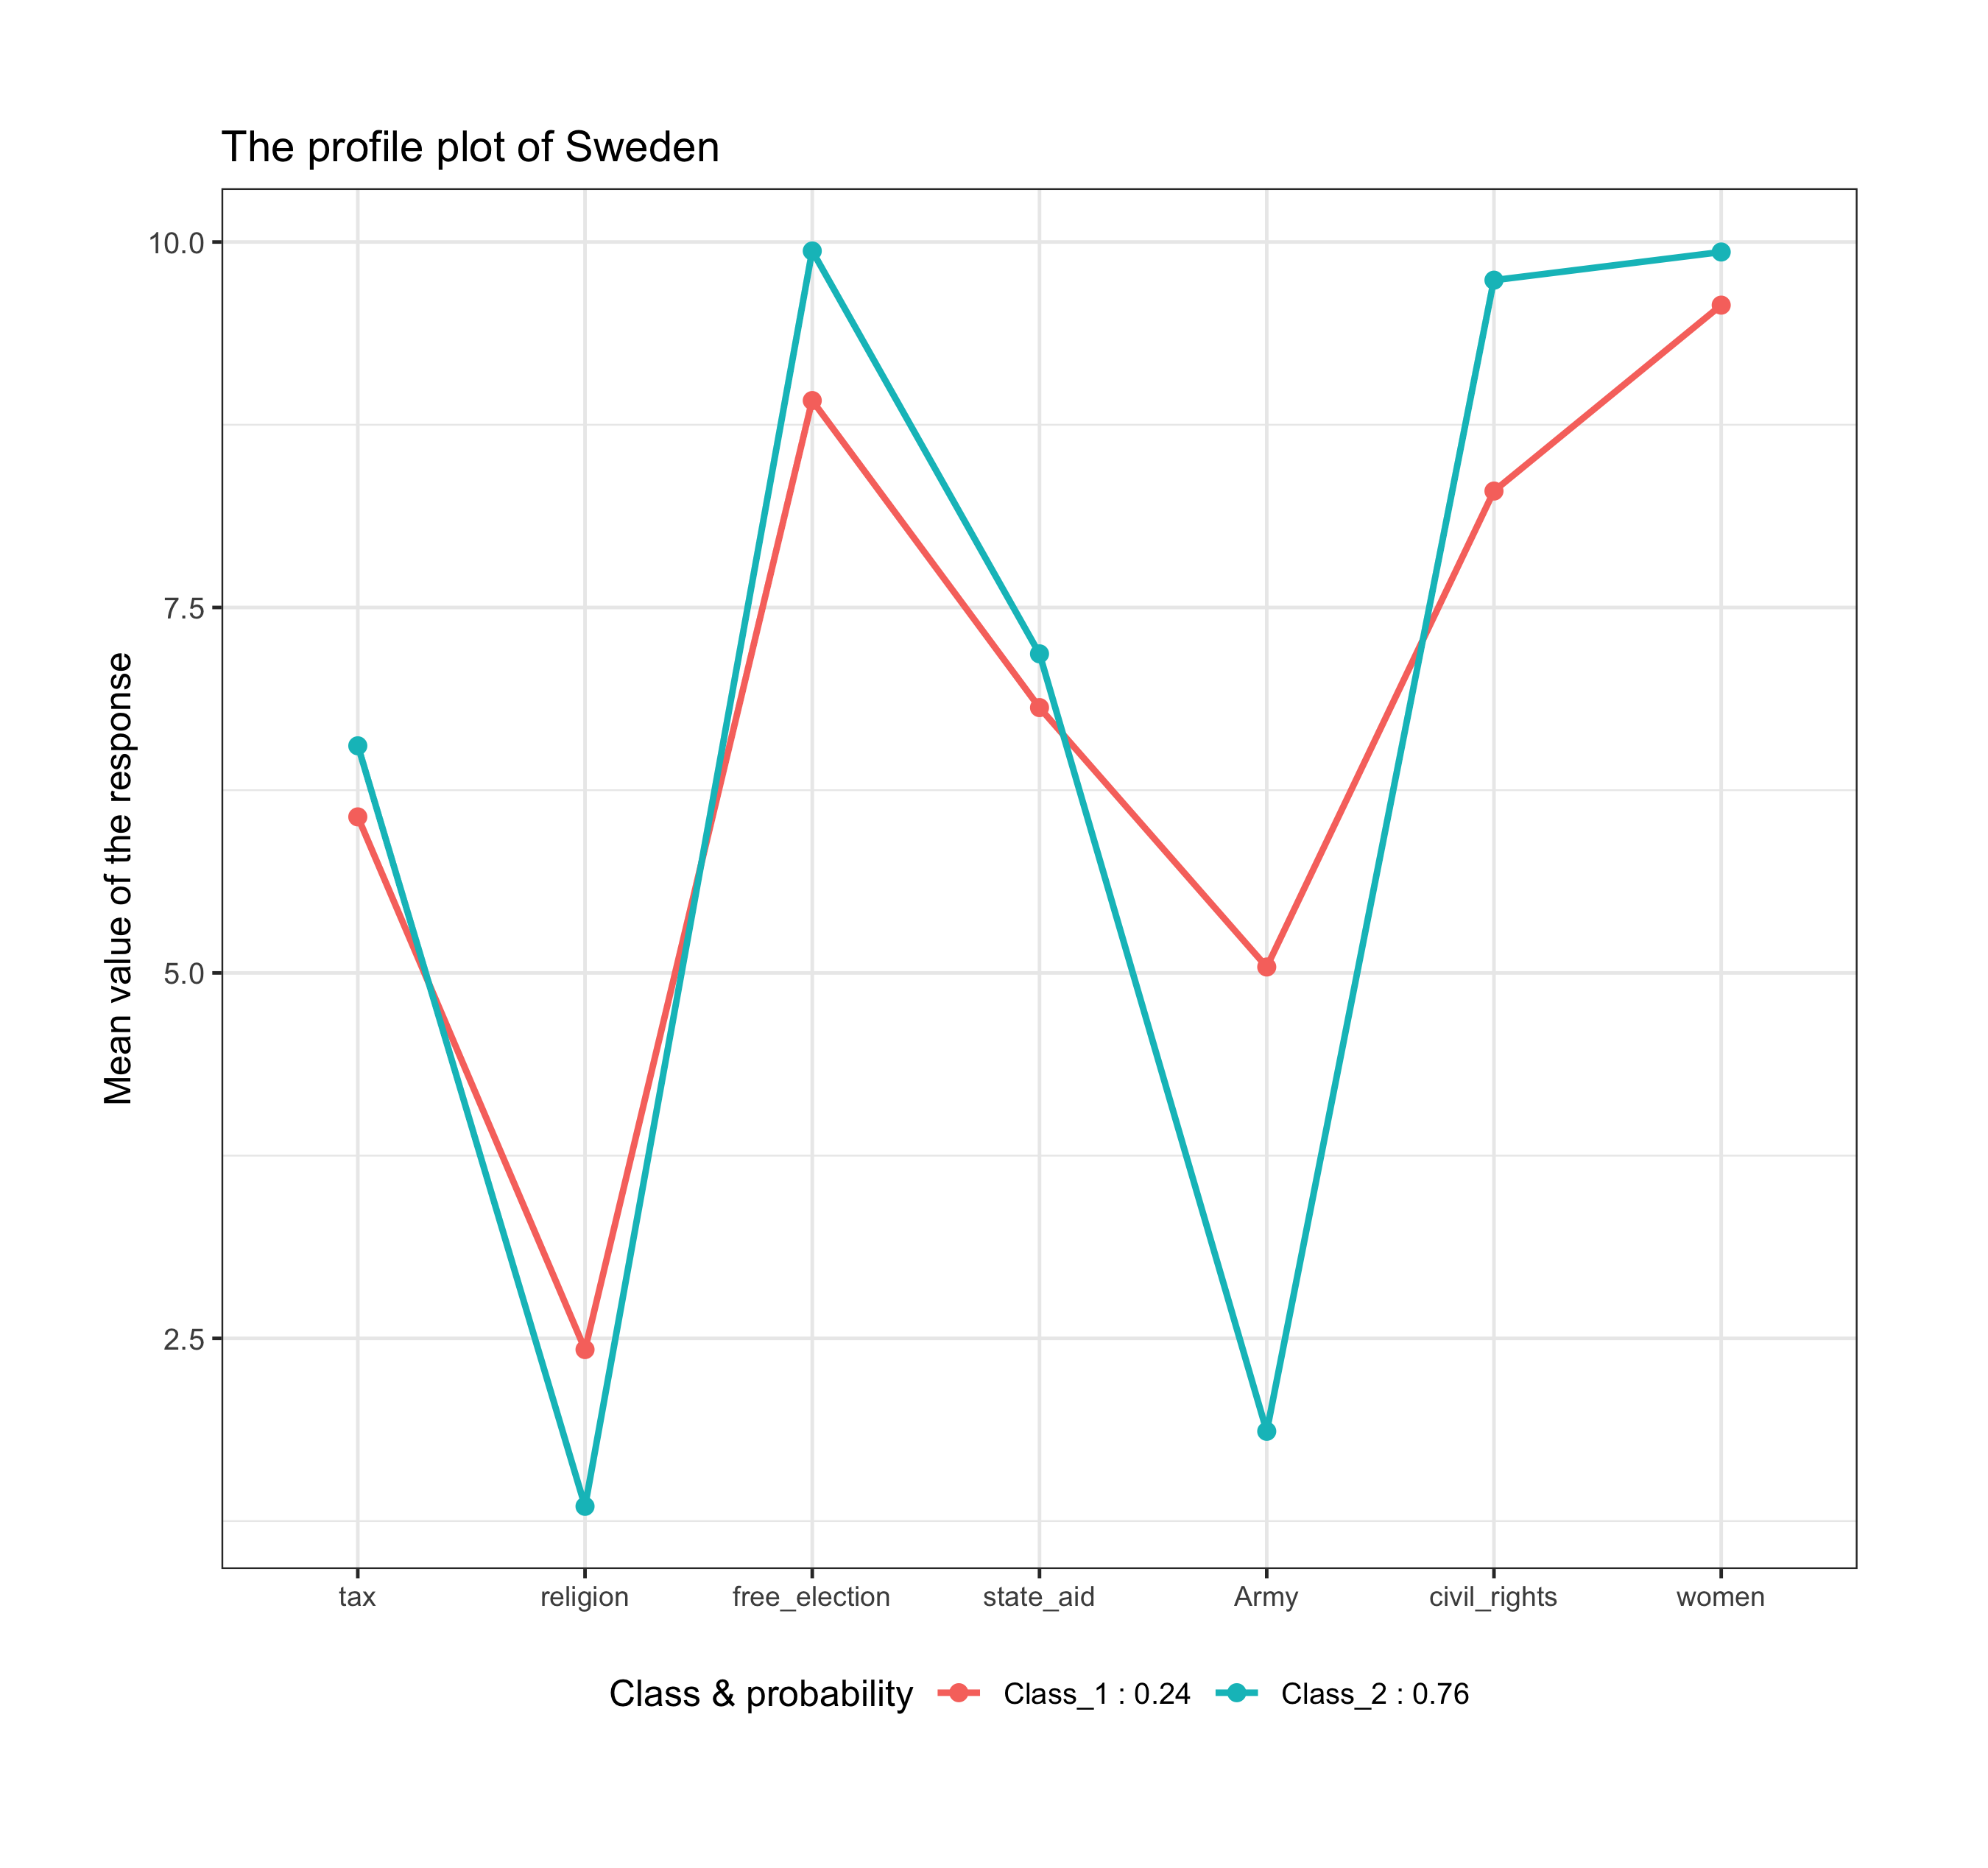 The profile plot of Sweden
10.0
7.5
5.0
2.5
Mean value of the response
tax religion free_election state_aid Army civil_rights women
Class & probability Class_1 : 0.24 Class_2 : 0.76